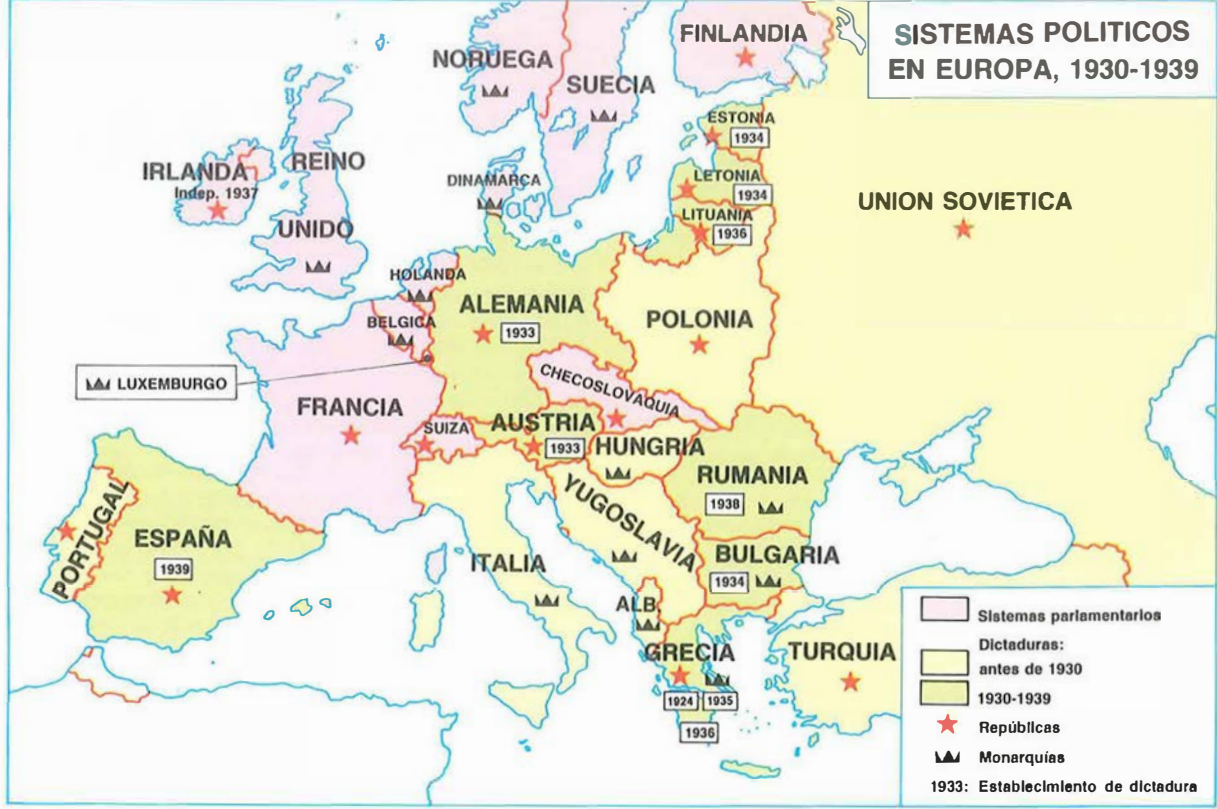 SISTEMAS POLITICOS
EN EUROPA, 1930-1939
FINLANDIA
NORUEGA
SUECIA
ESTONIA
1934
IRLANDA
Indep. 1937
REINO
UNIDO
DINAMARCA
LETONIA
1934
LITUANIA
1936
UNION SOVIETICA
HOLANDA
BELGICA
ALEMANIA
1933
POLONIA
LUXEMBURGO
FRANCIA
CHECOSLOVAQUIA
SUIZA
AUSTRIA
1933
HUNGRIA
RUMANIA
1938
YUGOSLAVIA
PORTUGAL
ESPAÑA
1939
ITALIA
BULGARIA
1934
ALB.
GRECIA
1924
1935
1936
TURQUIA
Sistemas parlamentarios
Dictaduras:
antes de 1930
1930-1939
Repúblicas
Monarquías
1933: Establecimiento de dictadura